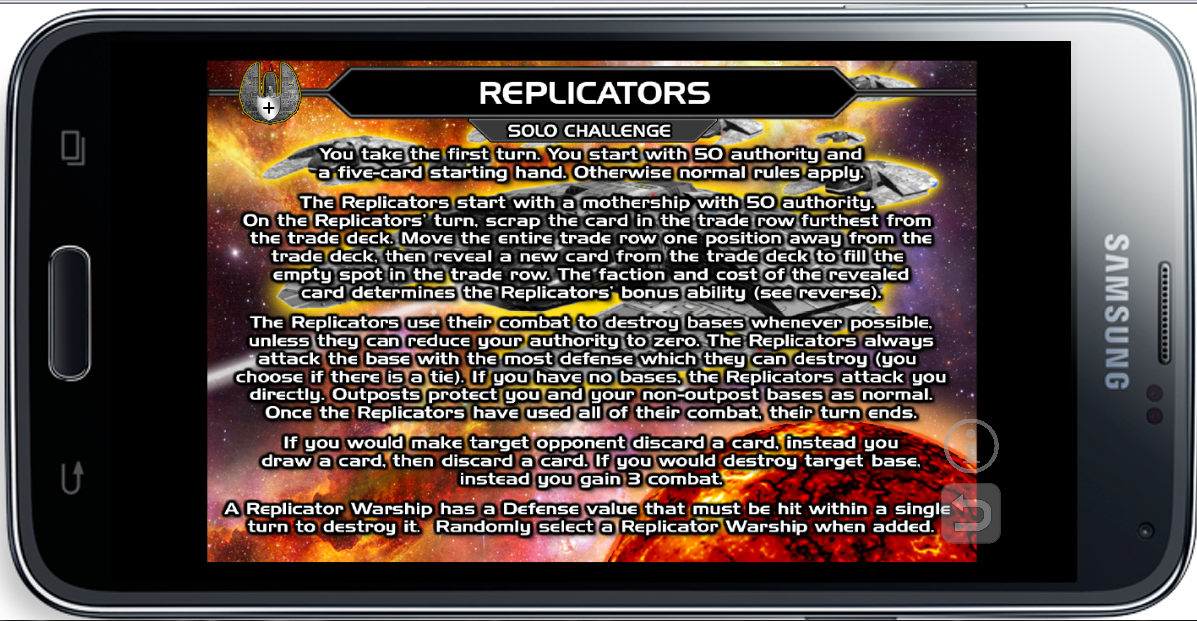 REPLICATORS
SOLO CHALLENGE
You take the first turn. You start with 50 authority and
a five-card starting hand. Otherwise normal rules apply.
The Replicators start with a mothership with 50 authority.
On the Replicators' turn, scrap the card in the trade row furthest from
the trade deck. Move the entire trade row one position away from the
trade deck, then reveal a new card from the trade deck to fill the
empty spot in the trade row. The faction and cost of the revealed
card determines the Replicators' bonus ability (see reverse).
The Replicators use their combat to destroy bases whenever possible,
unless they can reduce your authority to zero. The Replicators always
attack the base with the most defense which they can destroy (you
choose if there is a tie). If you have no bases, the Replicators attack you
directly. Outposts protect you and your non-outpost bases as normal.
Once the Replicators have used all of their combat, their turn ends.
If you would make target opponent discard a card, instead you
draw a card, then discard a card. If you would destroy target base,
instead you gain 3 combat.
A Replicator Warship has a Defense value that must be hit within a single
turn to destroy it. Randomly select a Replicator Warship when added.
SAMSUNG